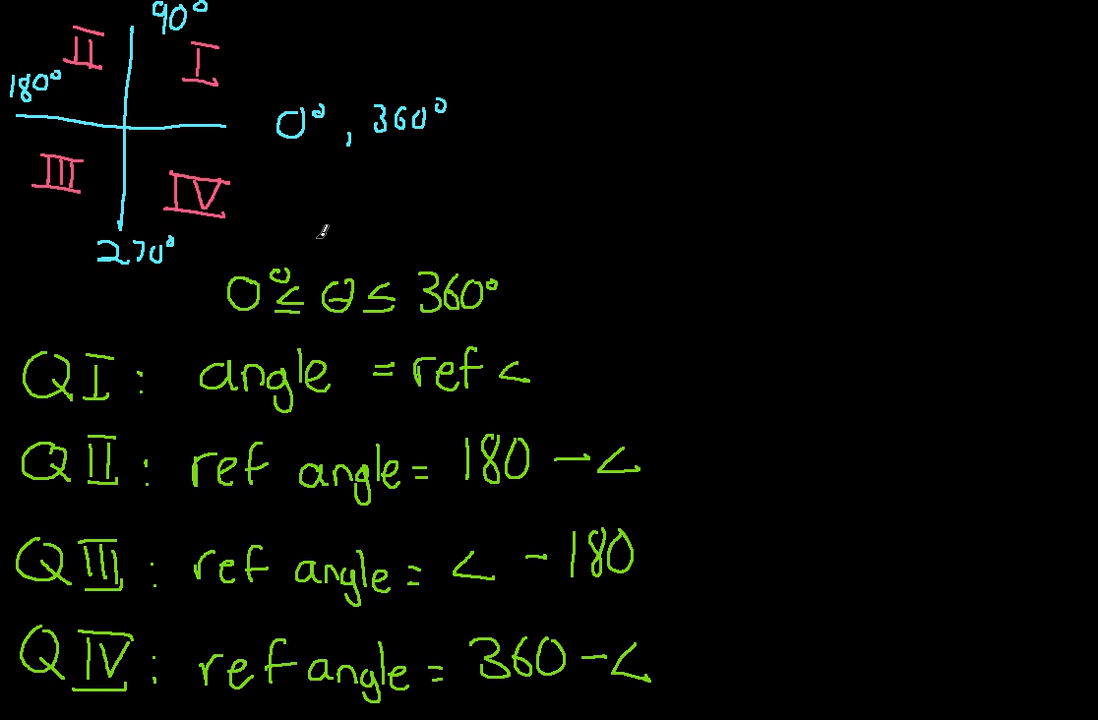 90°
II I
180°
0°, 360°
III IV
270°
0° ≤ θ ≤ 360°
QI: angle = ref <
QII: ref angle = 180 - <
QIII: ref angle = < - 180
QIV: ref angle = 360 - <